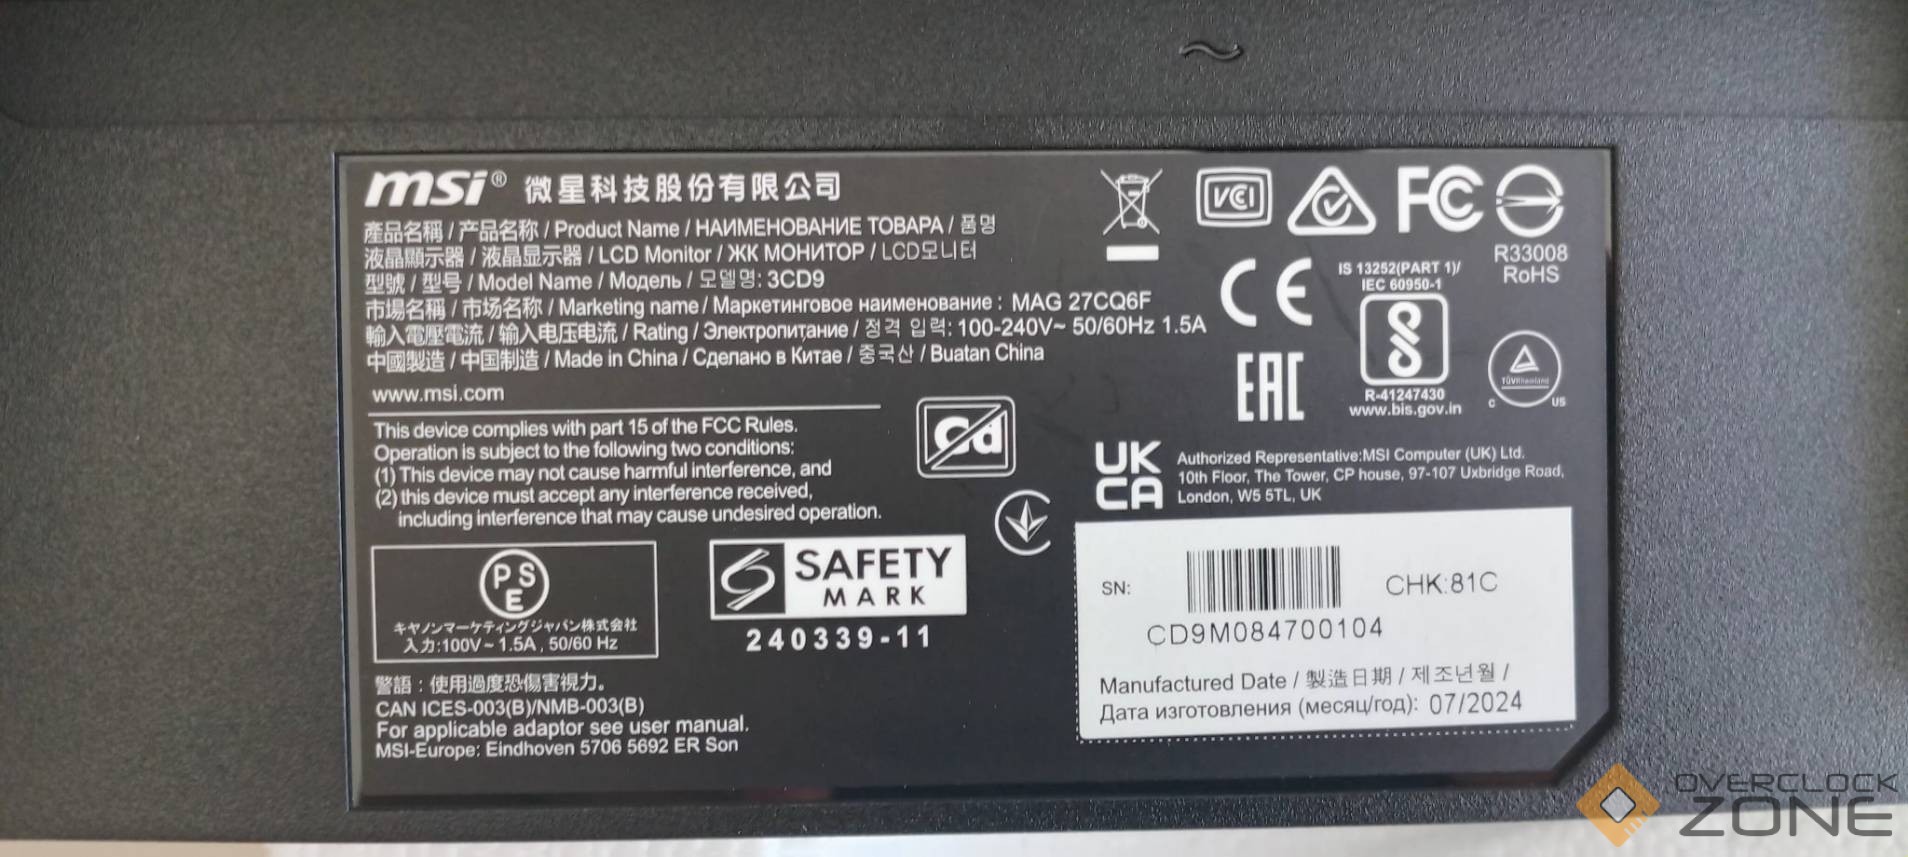 msi® 微星科技股份有限公司
產品名稱 / 产品名称 / Product Name / НАИМЕНОВАНИЕ ТОВАРА / 품명
液晶顯示器 / 液晶显示器 / LCD Monitor / ЖК МОНИТОР / LCD모니터
型號 / 型号 / Model Name / Модель / 모델명: 3CD9
市場名稱 / 市场名称 / Marketing name / Маркетинговое наименование : MAG 27CQ6F
輸入電壓電流 / 输入电压电流 / Rating / Электропитание / 정격 입력: 100-240V~ 50/60Hz 1.5A
中國製造 / 中国制造 / Made in China / Сделано в Китае / 중국산 / Buatan China
www.msi.com
This device complies with part 15 of the FCC Rules.
Operation is subject to the following two conditions:
(1) This device may not cause harmful interference, and
(2) this device must accept any interference received,
including interference that may cause undesired operation.
Cd
PSE
キヤノンマーケティングジャパン株式会社
入力:100V~ 1.5A , 50/60 Hz
SAFETY
MARK
240339-11
警語 : 使用過度恐傷害視力。
CAN ICES-003(B)/NMB-003(B)
For applicable adaptor see user manual.
MSI-Europe: Eindhoven 5706 5692 ER Son
VCCI
FC
R33008
RoHS
CE
IS 13252(PART 1)/
IEC 60950-1
R-41247430
www.bis.gov.in
EAC
TÜVRheinland
C US
UK
CA
Authorized Representative:MSI Computer (UK) Ltd.
10th Floor, The Tower, CP house, 97-107 Uxbridge Road,
London, W5 5TL, UK
SN:
CHK:81C
CD9M084700104
Manufactured Date / 製造日期 / 제조년월 /
Дата изготовления (месяц/год): 07/2024
OVERCLOCK
ZONE